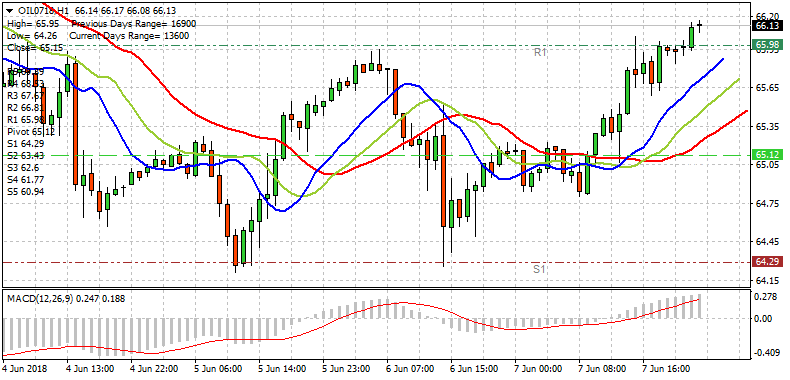 OIL0718,H1 66.14 66.17 66.08 66.13
High= 65.95 Previous Days Range= 16900
Low= 64.26 Current Days Range= 13600
Close= 65.15
R4 68.53
R3 67.67
R2 66.81
R1 65.98
Pivot 65.12
S1 64.29
S2 63.43
S3 62.6
S4 61.77
S5 60.94
R1
S1
66.20
66.13
65.98
65.65
65.35
65.12
65.05
64.75
64.45
64.29
64.15
MACD(12,26,9) 0.247 0.188
0.278
0.00
-0.409
4 Jun 2018
4 Jun 13:00
4 Jun 22:00
5 Jun 06:00
5 Jun 14:00
5 Jun 23:00
6 Jun 07:00
6 Jun 15:00
7 Jun 00:00
7 Jun 08:00
7 Jun 16:00